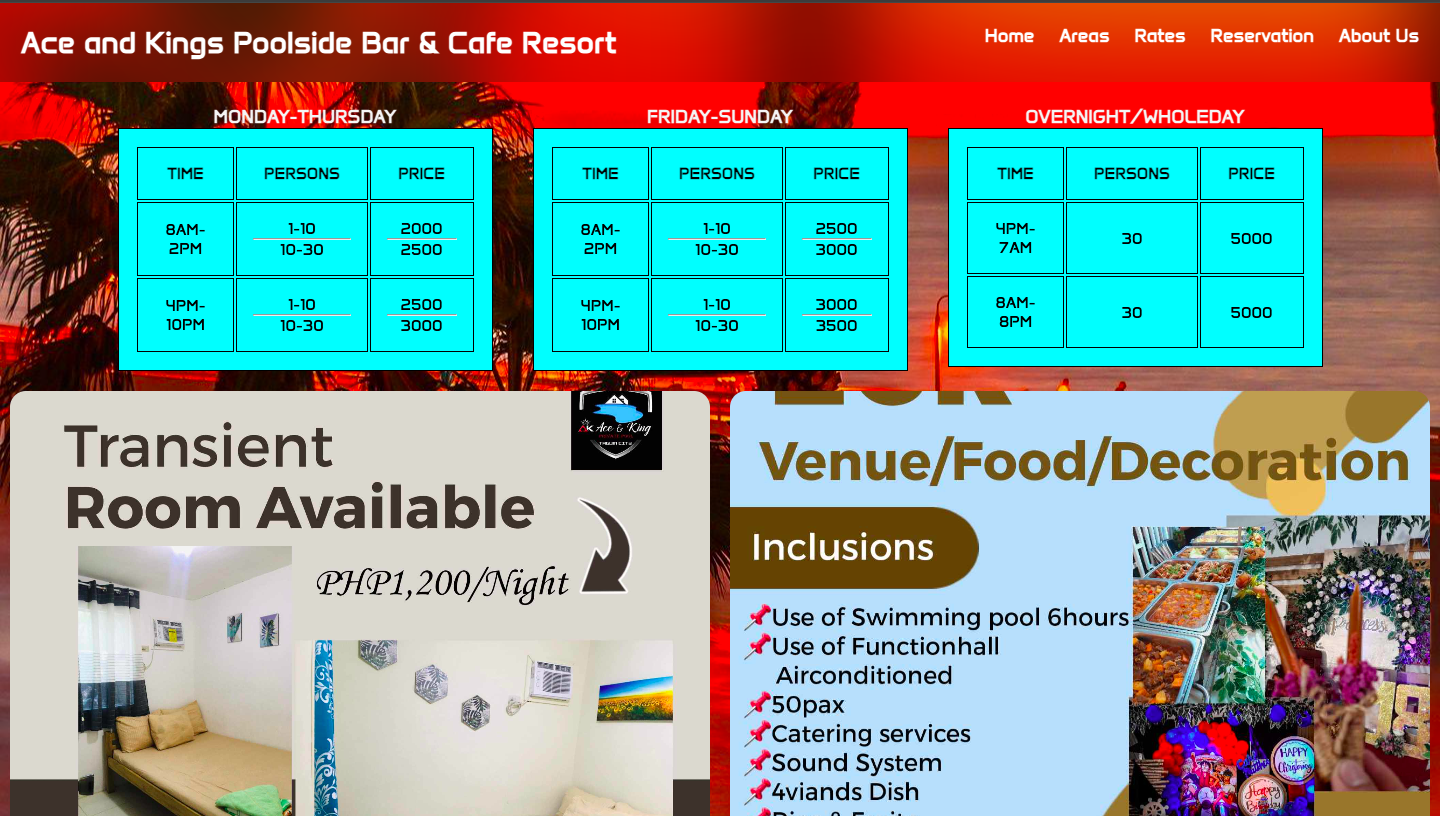 Ace and Kings Poolside Bar & Cafe Resort
Home Areas Rates Reservation About Us
MONDAY-THURSDAY
TIME PERSONS PRICE
8AM-
2PM
1-10
10-30
2000
2500
4PM-
10PM
1-10
10-30
2500
3000
FRIDAY-SUNDAY
TIME PERSONS PRICE
8AM-
2PM
1-10
10-30
2500
3000
4PM-
10PM
1-10
10-30
3000
3500
OVERNIGHT/WHOLEDAY
TIME PERSONS PRICE
4PM-
7AM
30
5000
8AM-
8PM
30
5000
Transient
Room Available
Ace & King
PHP1,200/Night
Venue/Food/Decoration
Inclusions
Use of Swimming pool 6hours
Use of Functionhall
Airconditioned
50pax
Catering services
Sound System
4viands Dish
HAPPY
Happy
18